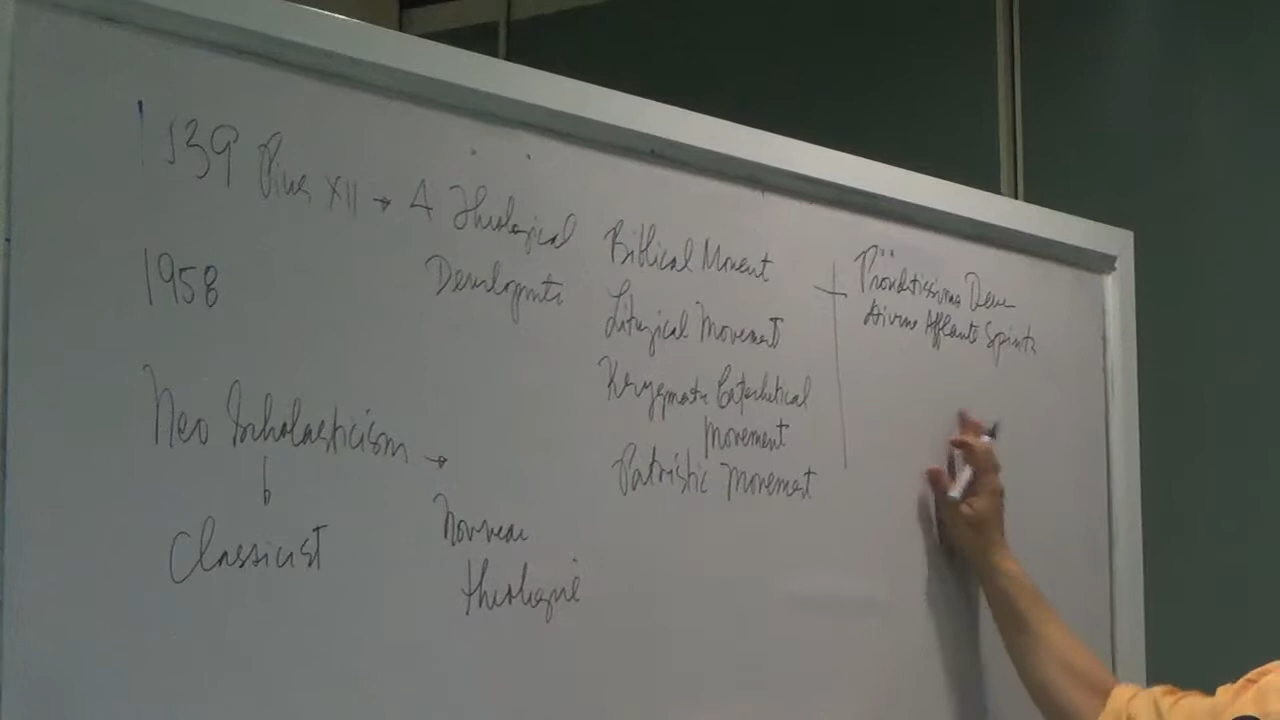 1939 Pius XII → 4 Theological
Developments
1958
Biblical Movement
Liturgical Movement
Kerygmatic Catechetical
Movement
Patristic Movement
Providentissimus Deus
Divino Afflante Spiritu
Neo Scholasticism →
Classicist
Nouveau
theologie